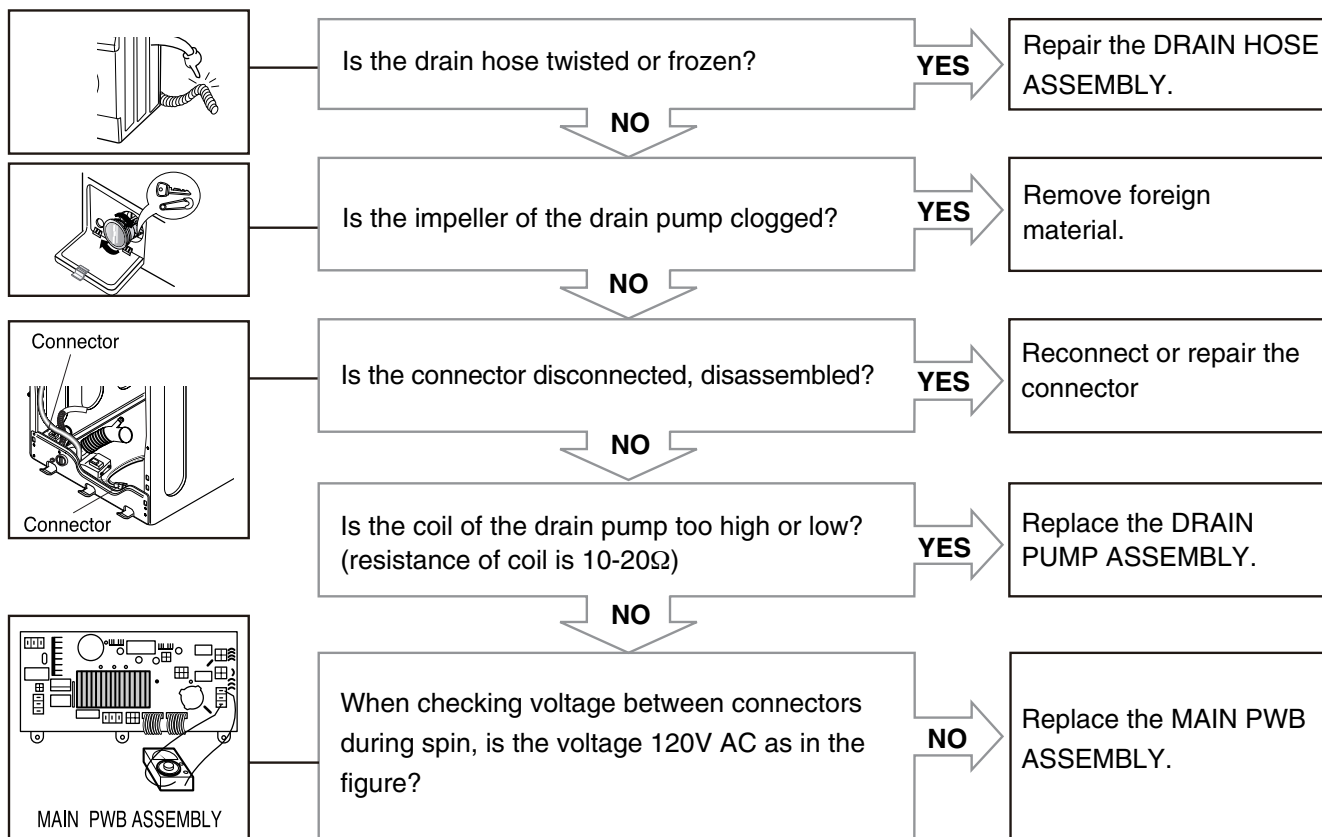 Is the drain hose twisted or frozen?
YES
Repair the DRAIN HOSE
ASSEMBLY.
NO
Is the impeller of the drain pump clogged?
YES
Remove foreign
material.
NO
Connector
Connector
Is the connector disconnected, disassembled?
YES
Reconnect or repair the
connector
NO
Is the coil of the drain pump too high or low?
(resistance of coil is 10-20Ω)
YES
Replace the DRAIN
PUMP ASSEMBLY.
NO
MAIN PWB ASSEMBLY
When checking voltage between connectors
during spin, is the voltage 120V AC as in the
figure?
NO
Replace the MAIN PWB
ASSEMBLY.